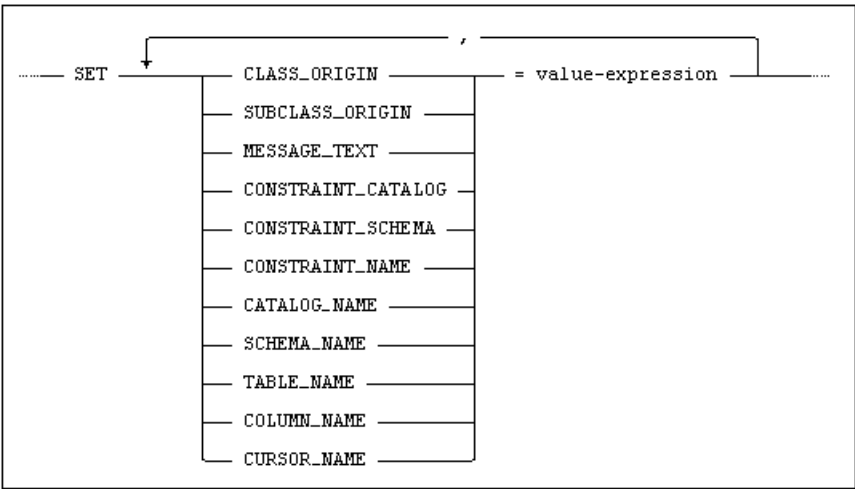 ,
SET CLASS_ORIGIN = value-expression
SUBCLASS_ORIGIN
MESSAGE_TEXT
CONSTRAINT_CATALOG
CONSTRAINT_SCHEMA
CONSTRAINT_NAME
CATALOG_NAME
SCHEMA_NAME
TABLE_NAME
COLUMN_NAME
CURSOR_NAME